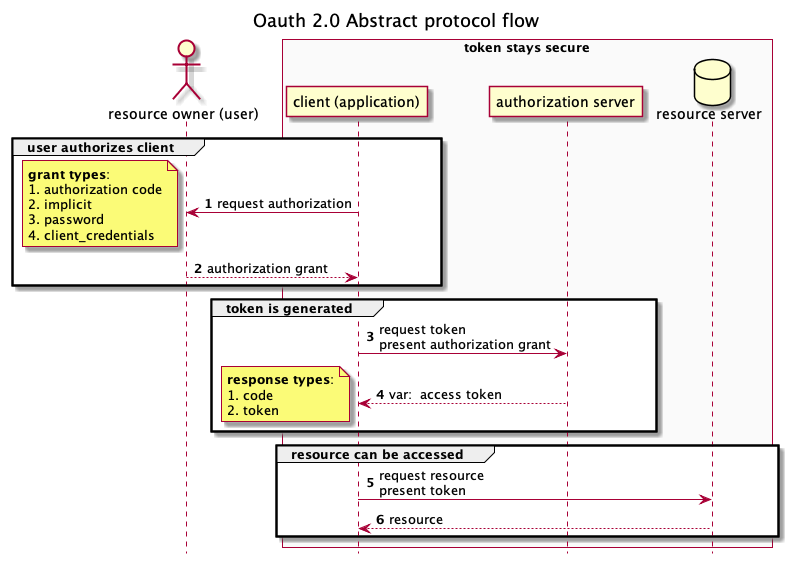 Oauth 2.0 Abstract protocol flow
token stays secure
resource owner (user)
client (application)
authorization server
resource server
user authorizes client
grant types:
1. authorization code
2. implicit
3. password
4. client_credentials
1 request authorization
2 authorization grant
token is generated
3 request token
present authorization grant
response types:
1. code
2. token
4 var:  access token
resource can be accessed
5 request resource
present token
6 resource